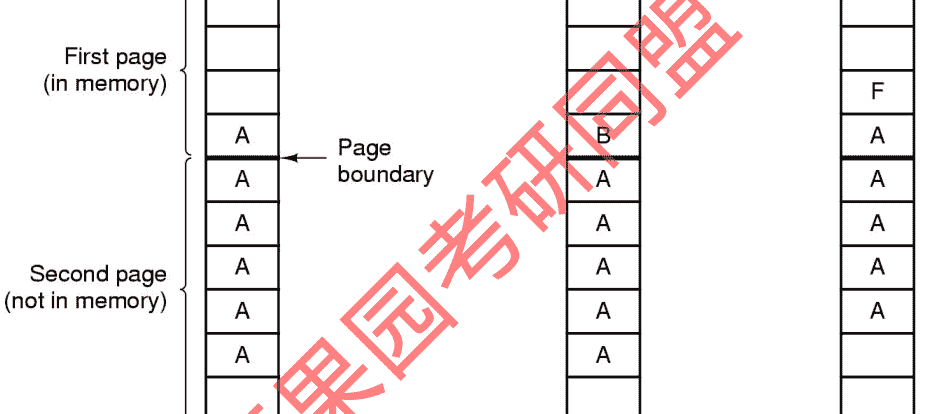 First page
(in memory)
F
A
B
A
Page
boundary
A
A
A
A
A
A
Second page
(not in memory)
A
A
A
A
A
A
A
A
果园考研同盟